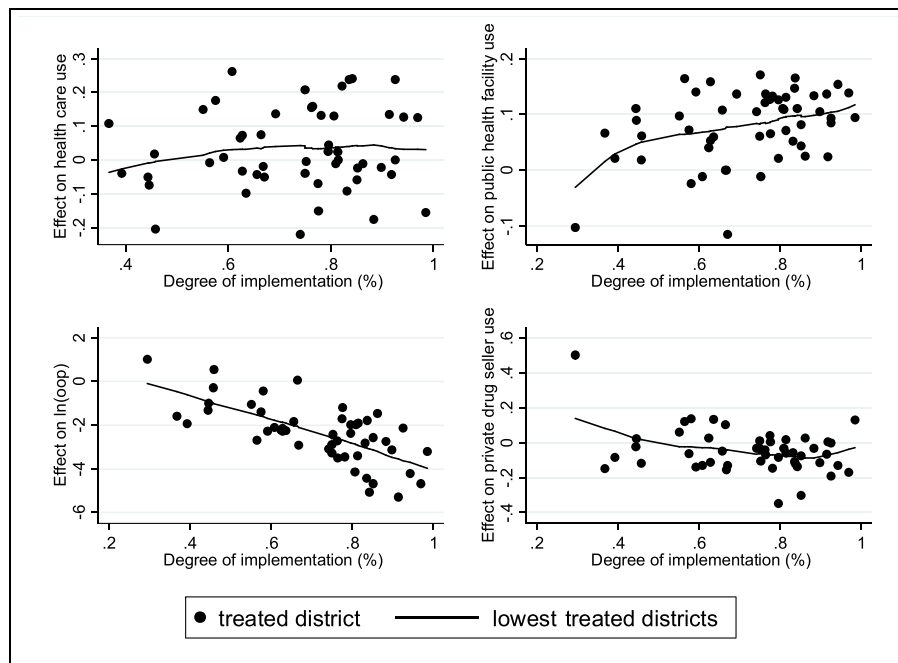 Effect on health care use
.3
.2
.1
0
-.1
-.2
.4 .6 .8 1
Degree of implementation (%)
Effect on public health facility use
.2
.1
0
-.1
0.2 .4 .6 .8 1
Degree of implementation (%)
Effect on ln(oop)
2
0
-2
-4
-6
0.2 .4 .6 .8 1
Degree of implementation (%)
Effect on private drug seller use
.6
.4
.2
0
-.2
-.4
0.2 .4 .6 .8 1
Degree of implementation (%)
treated district lowest treated districts